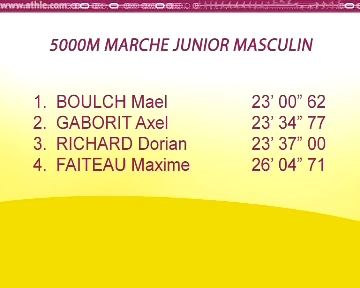 www.athle.com
5000M MARCHE JUNIOR MASCULIN
1. BOULCH Mael 23' 00" 62
2. GABORIT Axel 23' 34" 77
3. RICHARD Dorian 23' 37" 00
4. FAITEAU Maxime 26' 04" 71